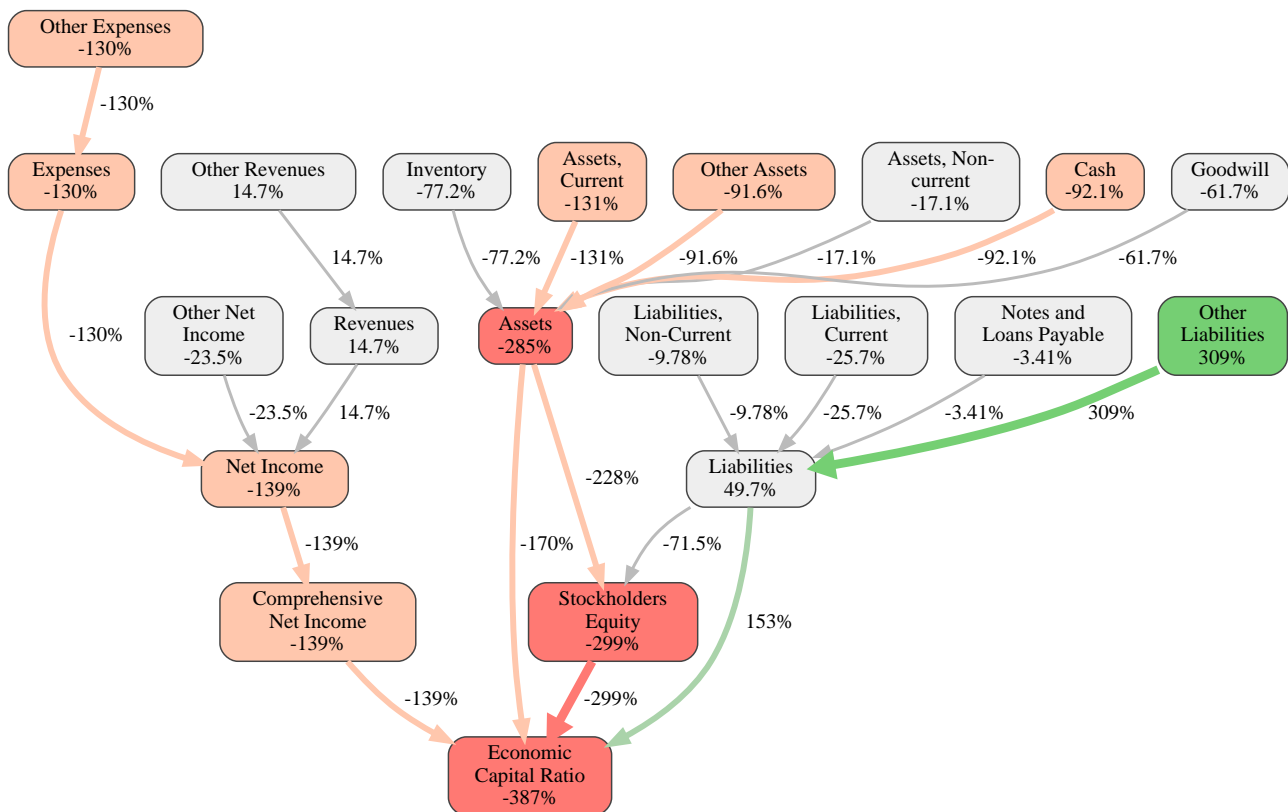 Other Expenses
-130%
-130%
Expenses
-130%
Other Revenues
14.7%
Inventory
-77.2%
Assets,
Current
-131%
Other Assets
-91.6%
Assets, Non-
current
-17.1%
Cash
-92.1%
Goodwill
-61.7%
14.7%
-77.2%
-131%
-91.6%
-17.1%
-92.1%
-61.7%
-130%
Other Net
Income
-23.5%
Revenues
14.7%
Assets
-285%
Liabilities,
Non-Current
-9.78%
Liabilities,
Current
-25.7%
Notes and
Loans Payable
-3.41%
Other
Liabilities
309%
-23.5%
14.7%
-9.78%
-25.7%
-3.41%
309%
Net Income
-139%
-228%
Liabilities
49.7%
-139%
-170%
-71.5%
Comprehensive
Net Income
-139%
Stockholders
Equity
-299%
153%
-139%
-299%
Economic
Capital Ratio
-387%